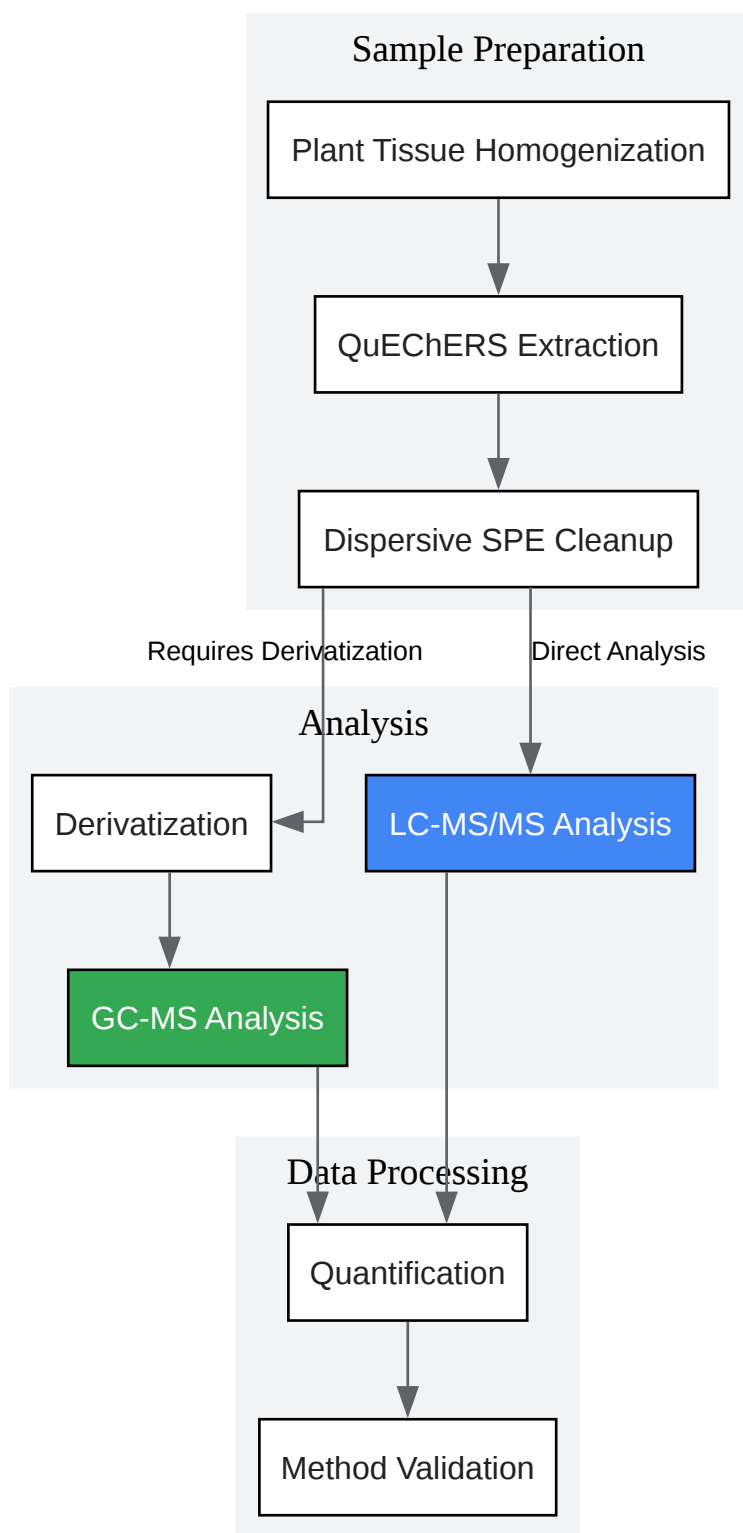 Sample Preparation
Plant Tissue Homogenization
QuEChERS Extraction
Dispersive SPE Cleanup
Requires Derivatization
Direct Analysis
Analysis
Derivatization
LC-MS/MS Analysis
GC-MS Analysis
Data Processing
Quantification
Method Validation